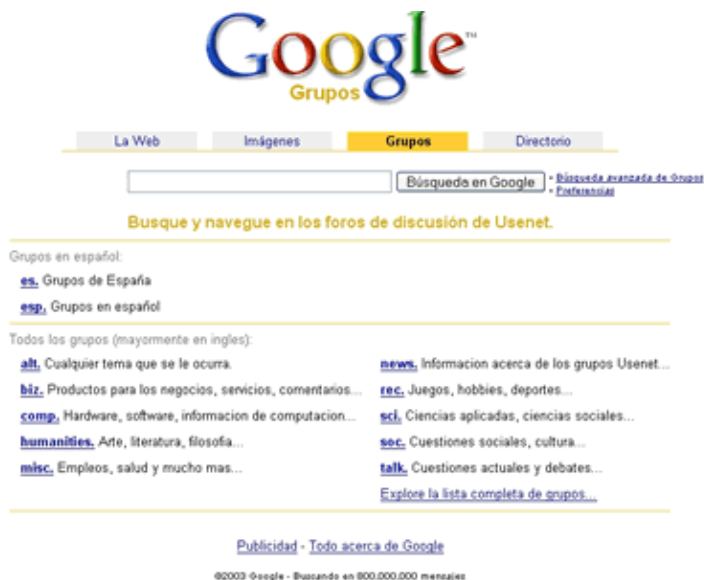 Google™
Grupos
La Web Imágenes Grupos Directorio
Búsqueda en Google
• Búsqueda avanzada de Grupos
• Preferencias
Busque y navegue en los foros de discusión de Usenet.
Grupos en español:
es. Grupos de España
esp. Grupos en español
Todos los grupos (mayormente en ingles):
alt. Cualquier tema que se le ocurra.
biz. Productos para los negocios, servicios, comentarios...
comp. Hardware, software, informacion de computacion...
humanities. Arte, literatura, filosofia...
misc. Empleos, salud y mucho mas...
news. Informacion acerca de los grupos Usenet...
rec. Juegos, hobbies, deportes...
sci. Ciencias aplicadas, ciencias sociales...
soc. Cuestiones sociales, cultura...
talk. Cuestiones actuales y debates...
Explore la lista completa de grupos...
Publicidad - Todo acerca de Google
©2003 Google - Buscando en 800.000.000 mensajes